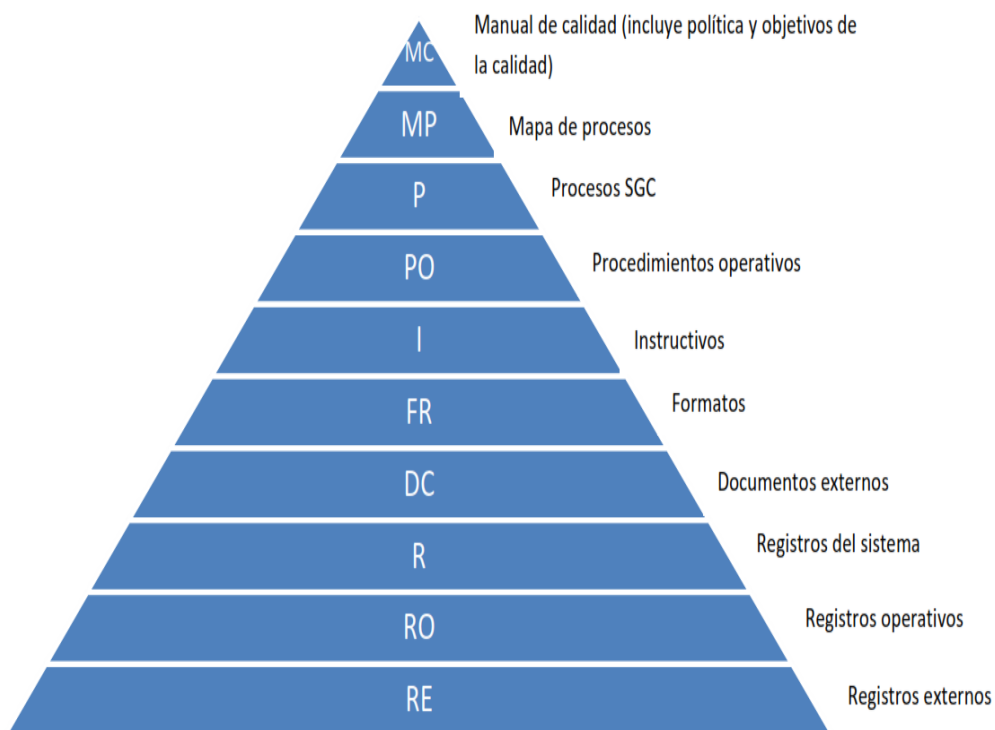 MC
Manual de calidad (incluye política y objetivos de
la calidad)
MP
Mapa de procesos
P
Procesos SGC
PO
Procedimientos operativos
I
Instructivos
FR
Formatos
DC
Documentos externos
R
Registros del sistema
RO
Registros operativos
RE
Registros externos